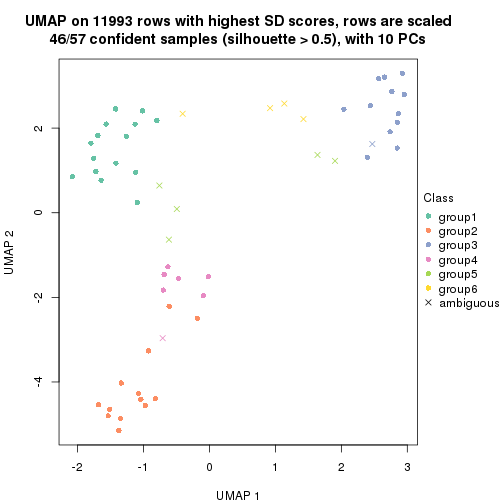 UMAP on 11993 rows with highest SD scores, rows are scaled
46/57 confident samples (silhouette > 0.5), with 10 PCs
UMAP 2
2
0
-2
-4
-2
-1
0
1
2
3
UMAP 1
Class
group1
group2
group3
group4
group5
group6
ambiguous